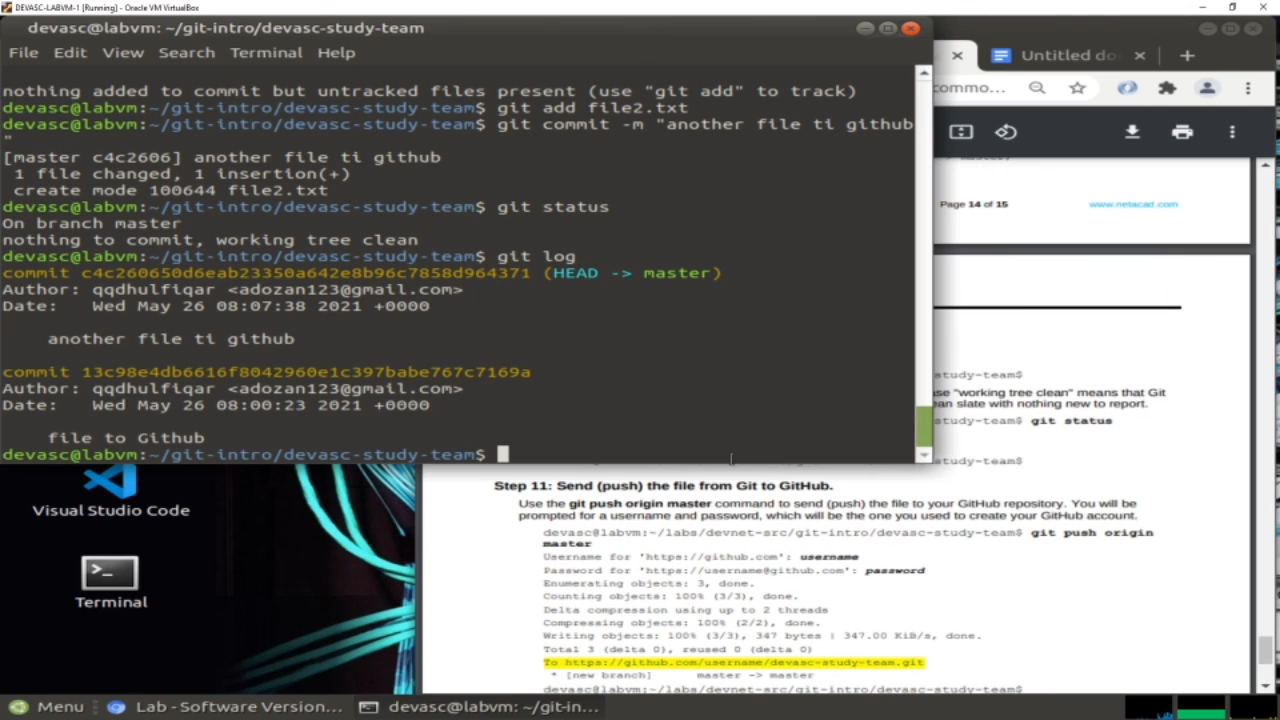 DEVASC-LABVM-1 [Running] - Oracle VM VirtualBox
devasc@labvm: ~/git-intro/devasc-study-team
File Edit View Search Terminal Help
nothing added to commit but untracked files present (use "git add" to track)
devasc@labvm:~/git-intro/devasc-study-team$ git add file2.txt
devasc@labvm:~/git-intro/devasc-study-team$ git commit -m "another file ti github
"
[master c4c2606] another file ti github
1 file changed, 1 insertion(+)
create mode 100644 file2.txt
devasc@labvm:~/git-intro/devasc-study-team$ git status
On branch master
nothing to commit, working tree clean
devasc@labvm:~/git-intro/devasc-study-team$ git log
commit c4c260650d6eab23350a642e8b96c7858d964371 (HEAD -> master)
Author: qqdhulfiqar <adozan123@gmail.com>
Date: Wed May 26 08:07:38 2021 +0000
another file ti github
commit 13c98e4db6616f8042960e1c397babe767c7169a
Author: qqdhulfiqar <adozan123@gmail.com>
Date: Wed May 26 08:00:23 2021 +0000
file to Github
devasc@labvm:~/git-intro/devasc-study-team$
Untitled do
commo...
Page 14 of 15 www.netacad.com
study-team$
se "working tree clean" means that Git
ean slate with nothing new to report.
study-team$ git status
study-team$
Step 11: Send (push) the file from Git to GitHub.
Use the git push origin master command to send (push) the file to your GitHub repository. You will be
prompted for a username and password, which will be the one you used to create your GitHub account.
devasc@labvm:~/labs/devnet-src/git-intro/devasc-study-team$ git push origin
master
Username for 'https://github.com': username
Password for 'https://username@github.com': password
Enumerating objects: 3, done.
Counting objects: 100% (3/3), done.
Delta compression using up to 2 threads
Compressing objects: 100% (2/2), done.
Writing objects: 100% (3/3), 347 bytes | 347.00 KiB/s, done.
Total 3 (delta 0), reused 0 (delta 0)
To https://github.com/username/devasc-study-team.git
* [new branch] master -> master
devasc@labvm:~/labs/devnet-src/git-intro/devasc-study-team$
Visual Studio Code
Terminal
Menu
Lab - Software Version...
devasc@labvm: ~/git-in...